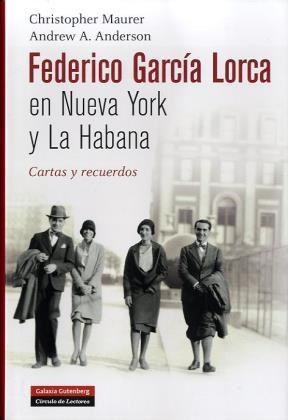 Christopher Maurer
Andrew A. Anderson
Federico García Lorca
en Nueva York
y La Habana
Cartas y recuerdos
Galaxia Gutenberg
Círculo de Lectores